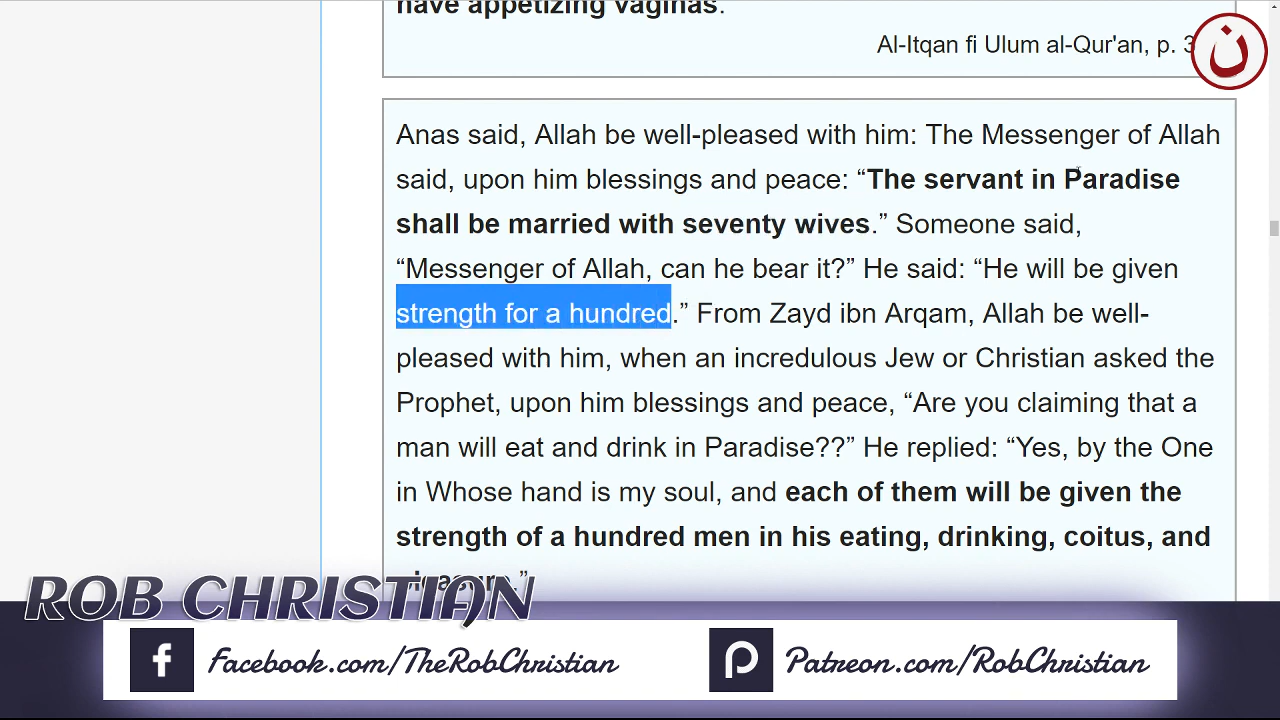 have appetizing vaginas.
Al-Itqan fi Ulum al-Qur'an, p. 3
ن
Anas said, Allah be well-pleased with him: The Messenger of Allah
said, upon him blessings and peace: “The servant in Paradise
shall be married with seventy wives.” Someone said,
“Messenger of Allah, can he bear it?” He said: “He will be given
strength for a hundred.” From Zayd ibn Arqam, Allah be well-
pleased with him, when an incredulous Jew or Christian asked the
Prophet, upon him blessings and peace, “Are you claiming that a
man will eat and drink in Paradise??” He replied: “Yes, by the One
in Whose hand is my soul, and each of them will be given the
strength of a hundred men in his eating, drinking, coitus, and
pleasure.”
ROB CHRISTIAN
f Facebook.com/TheRobChristian
Patreon.com/RobChristian